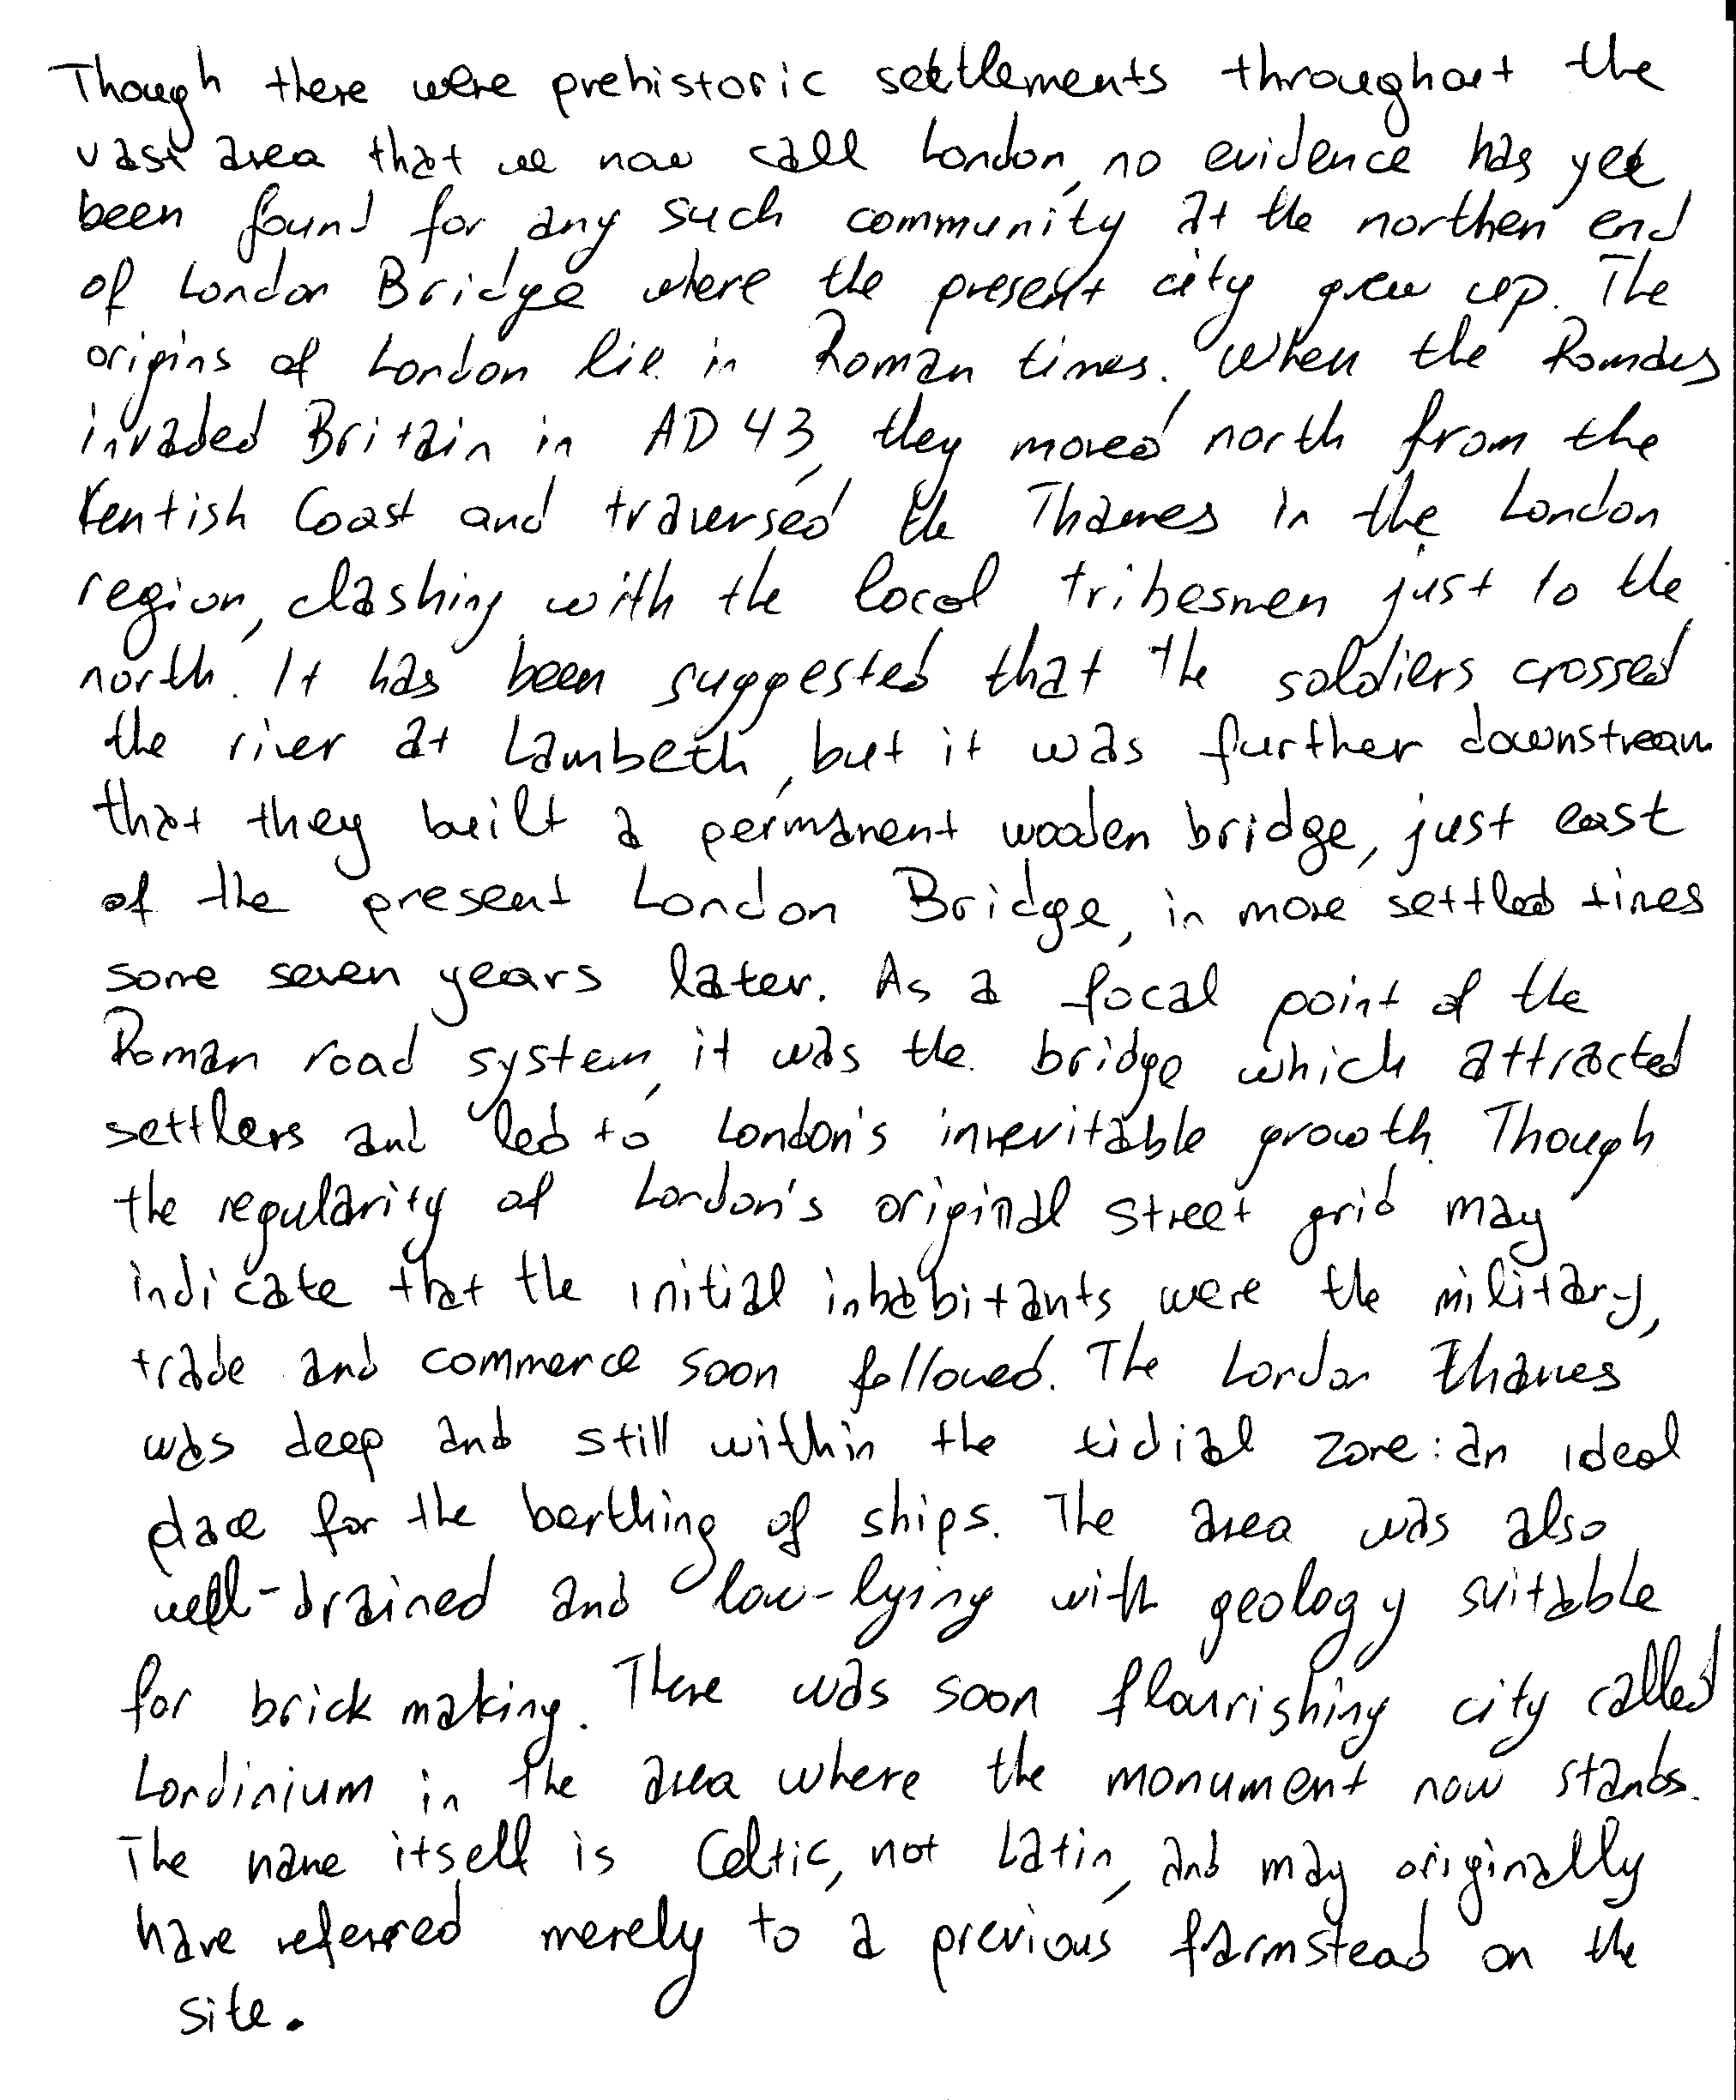 Though there were prehistoric settlements throughout the
vast area that we now call London, no evidence has yet
been found for any such community at the northen end
of London Bridge where the present city grew up. The
origins of London lie in Roman times. When the Romans
invaded Britain in AD 43, they moved north from the
Kentish Coast and traversed the Thames in the London
region, clashing with the local tribesmen just to the
north. It has been suggested that the soldiers crossed
the river at Lambeth, but it was further downstream
that they built a permanent wooden bridge, just east
of the present London Bridge, in more settled times
some seven years later. As a focal point of the
Roman road system, it was the bridge which attracted
settlers and led to London's inevitable growth. Though
the regularity of London's original street grid may
indicate that the initial inhabitants were the military,
trade and commerce soon followed. The London Thames
was deep and still within the tidial zone: an ideal
place for the berthing of ships. The area was also
well-drained and low-lying with geology suitable
for brick making. There was soon flourishing city called
Londinium in the area where the monument now stands.
The name itself is Celtic, not Latin, and may originally
have referred merely to a previous farmstead on the
site.